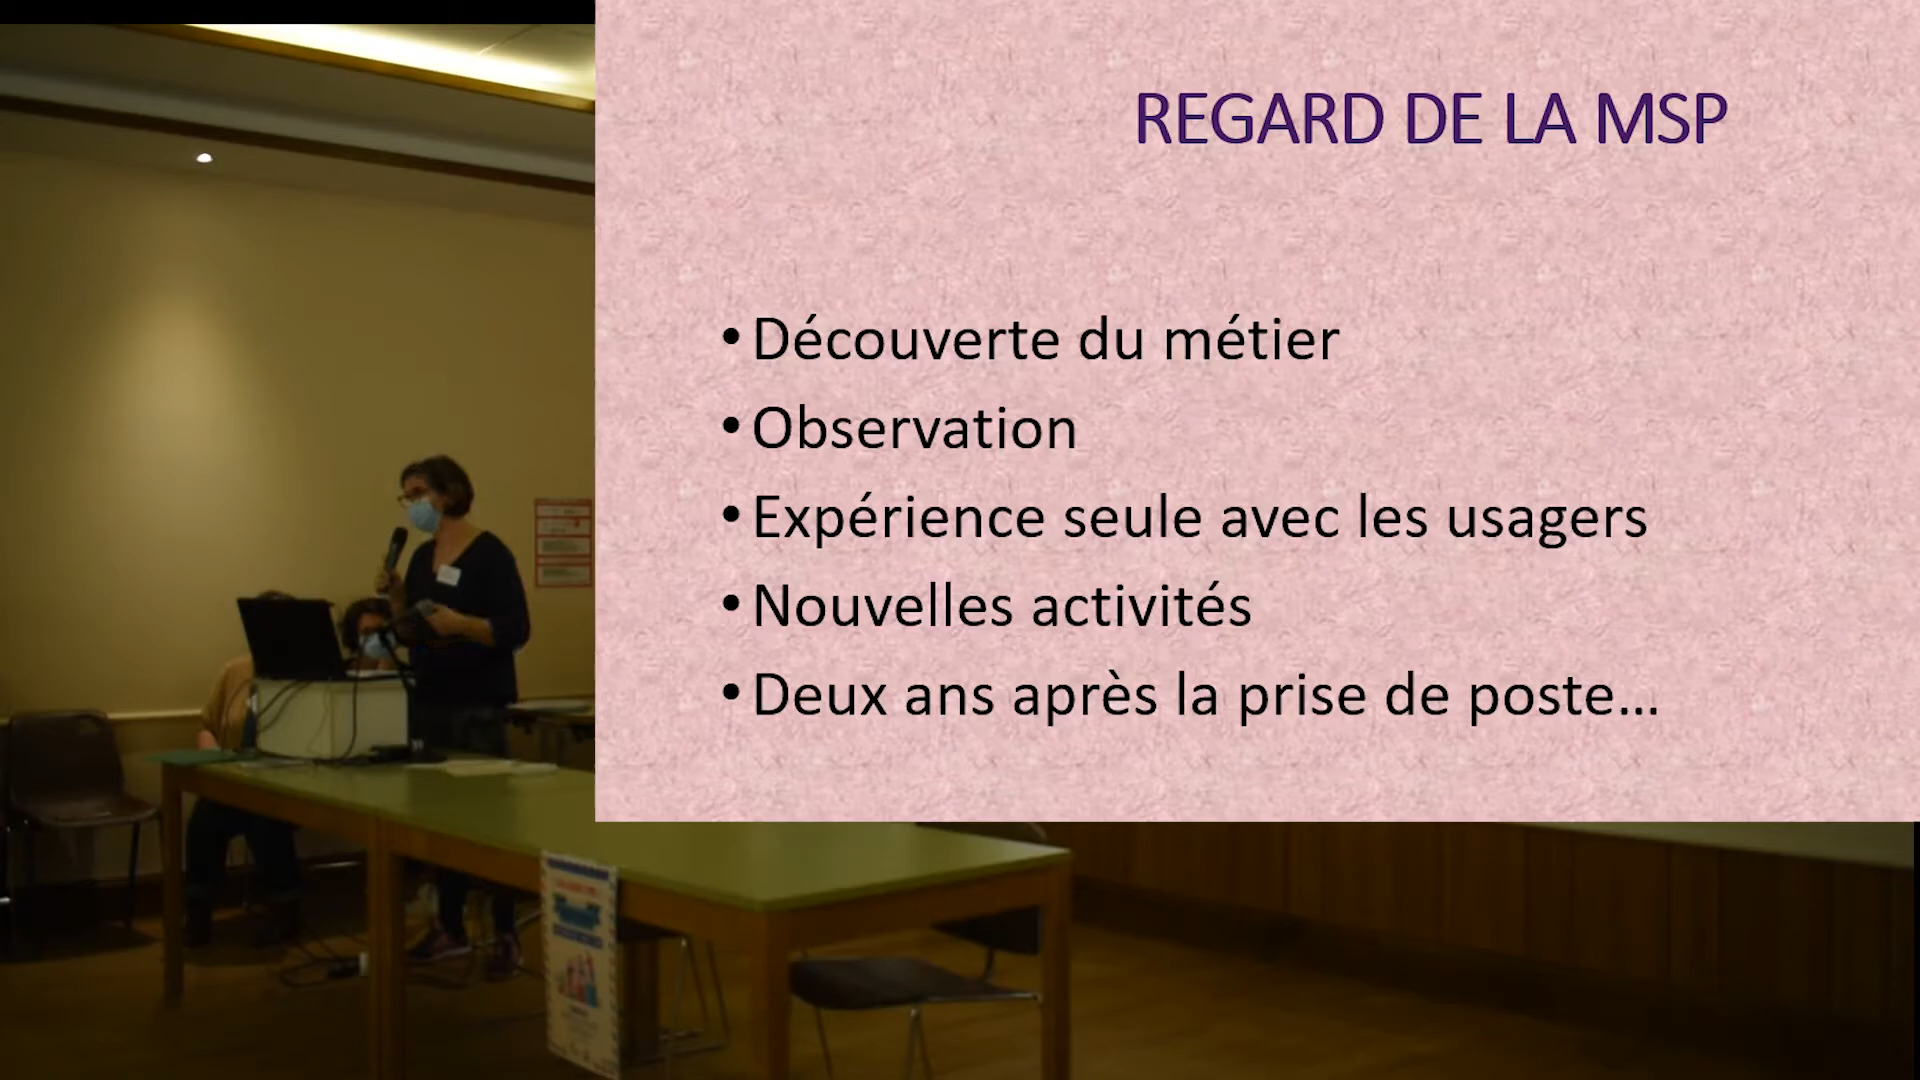 REGARD DE LA MSP
• Découverte du métier
• Observation
• Expérience seule avec les usagers
• Nouvelles activités
• Deux ans après la prise de poste...